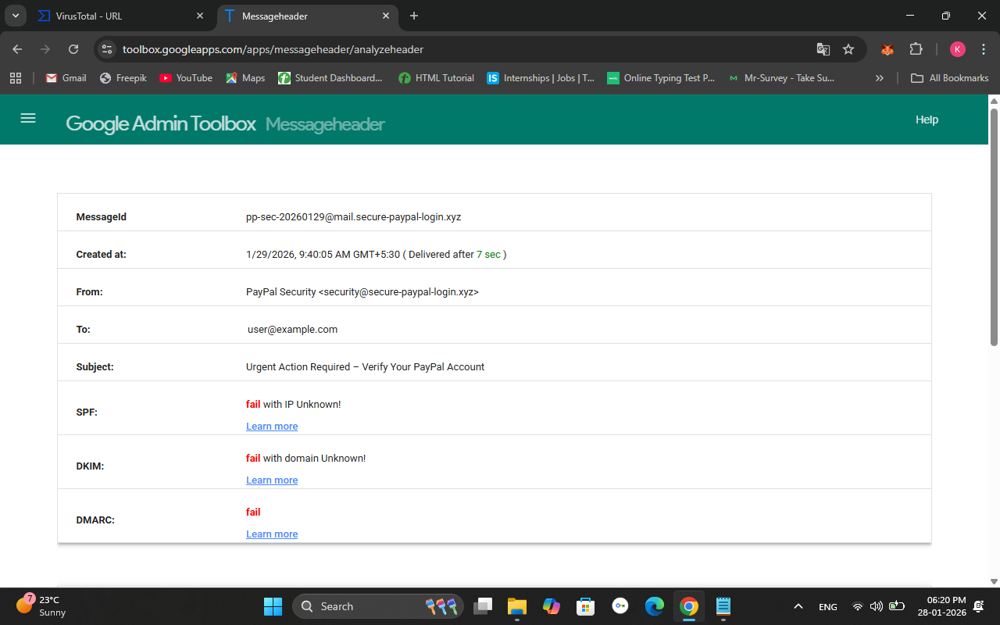 VirusTotal - URL
Messageheader
toolbox.googleapps.com/apps/messageheader/analyzeheader
K
Gmail
Freepik
YouTube
Maps
Student Dashboard...
HTML Tutorial
IS
Internships | Jobs | T...
Online Typing Test P...
Mr-Survey - Take Su...
All Bookmarks
Google Admin Toolbox Messageheader
Help
MessageId pp-sec-20260129@mail.secure-paypal-login.xyz
Created at: 1/29/2026, 9:40:05 AM GMT+5:30 ( Delivered after 7 sec )
From: PayPal Security <security@secure-paypal-login.xyz>
To: user@example.com
Subject: Urgent Action Required – Verify Your PayPal Account
SPF: fail with IP Unknown!
Learn more
DKIM: fail with domain Unknown!
Learn more
DMARC: fail
Learn more
7
23°C
Sunny
Search
ENG
06:20 PM
28-01-2026